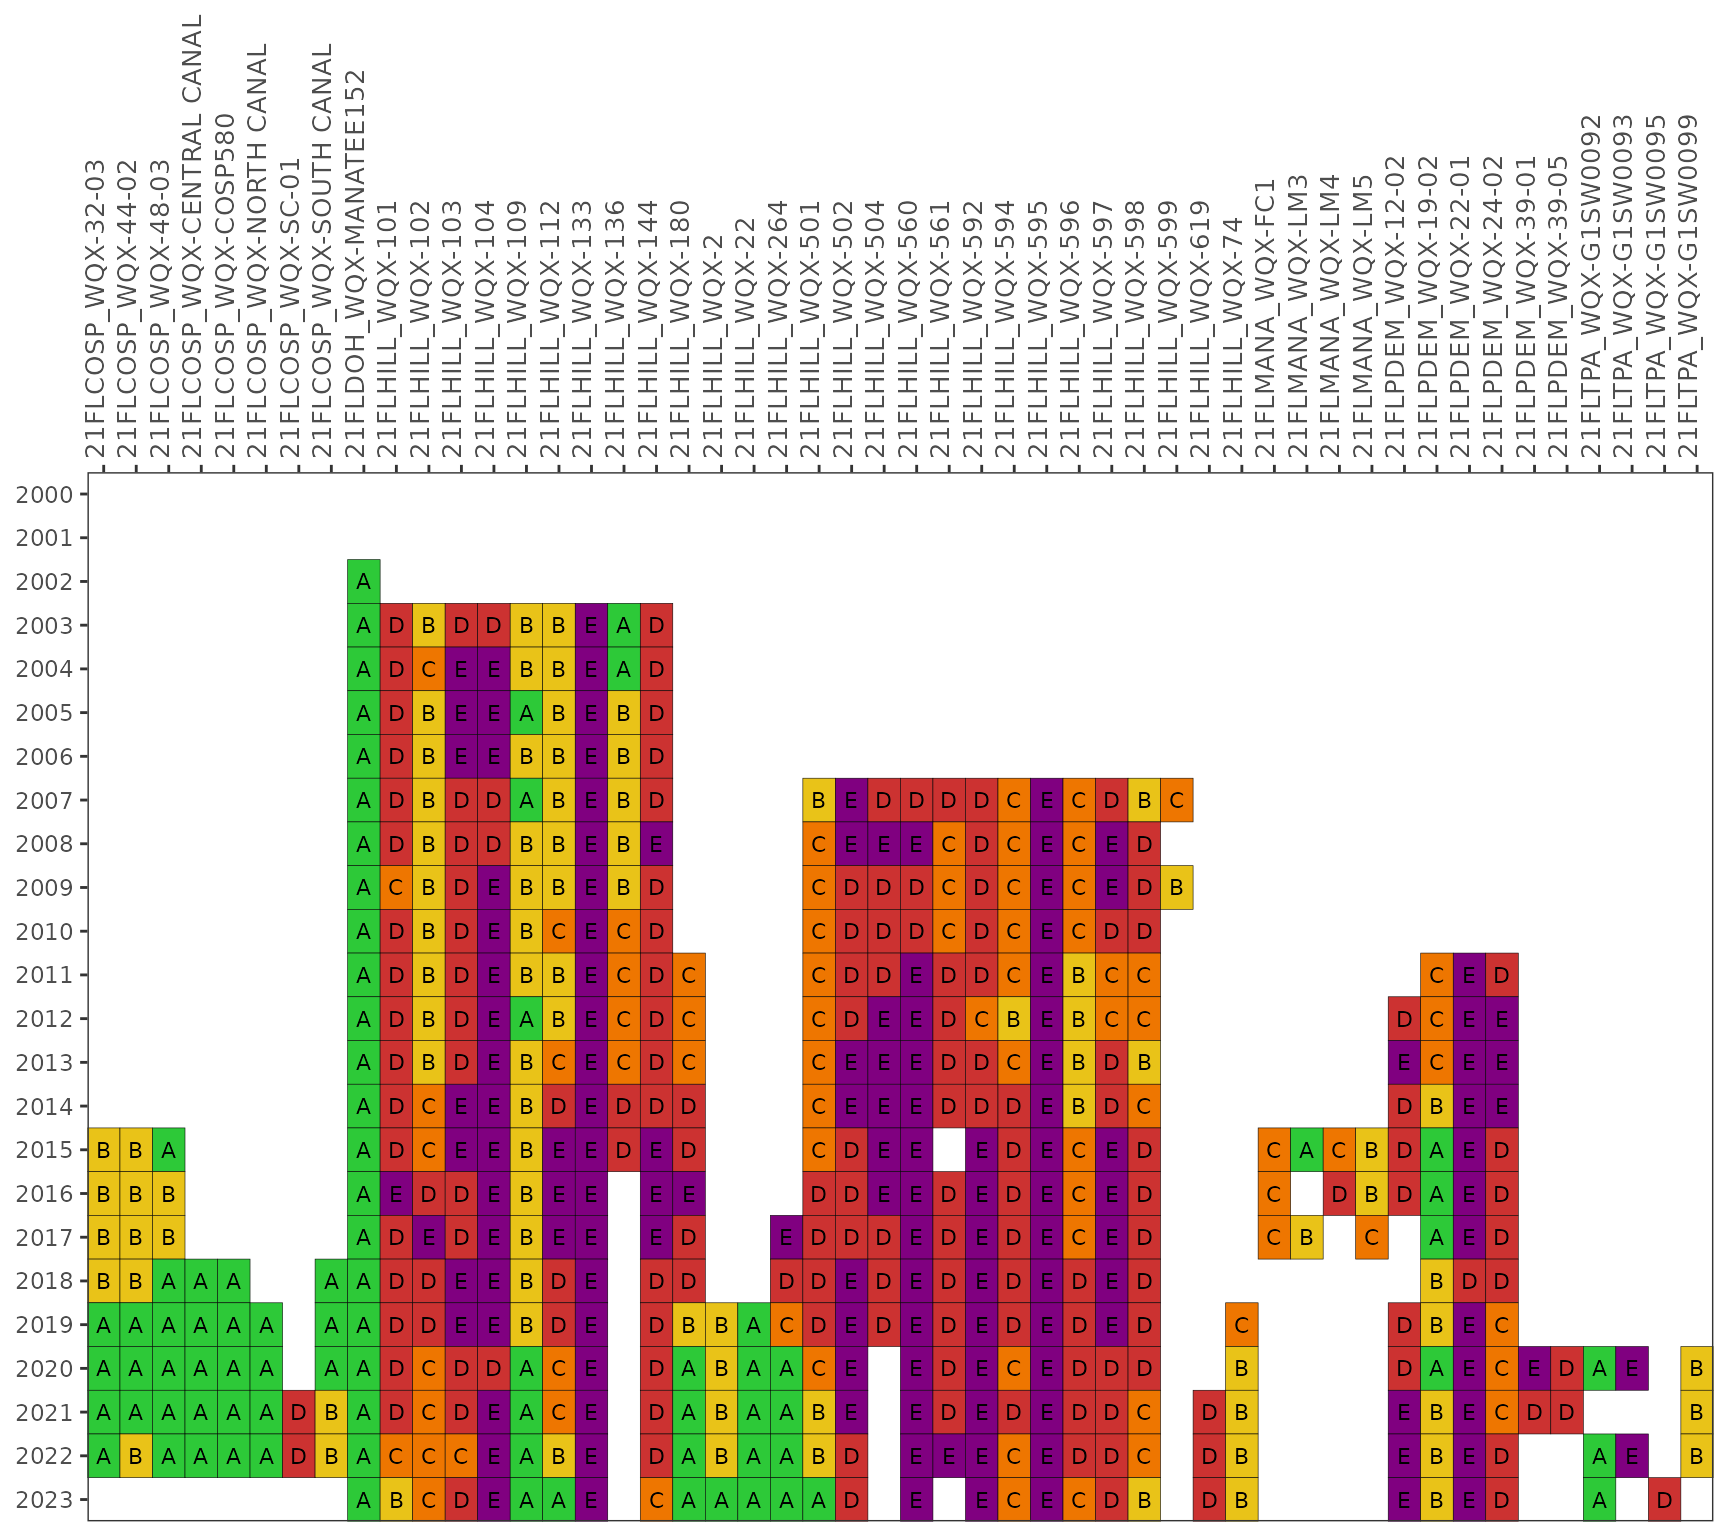 21FLCOSP_WQX-32-03
21FLCOSP_WQX-44-02
21FLCOSP_WQX-48-03
21FLCOSP_WQX-CENTRAL CANAL
21FLCOSP_WQX-COSP580
21FLCOSP_WQX-NORTH CANAL
21FLCOSP_WQX-SC-01
21FLCOSP_WQX-SOUTH CANAL
21FLDOH_WQX-MANATEE152
21FLHILL_WQX-101
21FLHILL_WQX-102
21FLHILL_WQX-103
21FLHILL_WQX-104
21FLHILL_WQX-109
21FLHILL_WQX-112
21FLHILL_WQX-133
21FLHILL_WQX-136
21FLHILL_WQX-144
21FLHILL_WQX-180
21FLHILL_WQX-2
21FLHILL_WQX-22
21FLHILL_WQX-264
21FLHILL_WQX-501
21FLHILL_WQX-502
21FLHILL_WQX-504
21FLHILL_WQX-560
21FLHILL_WQX-561
21FLHILL_WQX-592
21FLHILL_WQX-594
21FLHILL_WQX-595
21FLHILL_WQX-596
21FLHILL_WQX-597
21FLHILL_WQX-598
21FLHILL_WQX-599
21FLHILL_WQX-619
21FLHILL_WQX-74
21FLMANA_WQX-FC1
21FLMANA_WQX-LM3
21FLMANA_WQX-LM4
21FLMANA_WQX-LM5
21FLPDEM_WQX-12-02
21FLPDEM_WQX-19-02
21FLPDEM_WQX-22-01
21FLPDEM_WQX-24-02
21FLPDEM_WQX-39-01
21FLPDEM_WQX-39-05
21FLTPA_WQX-G1SW0092
21FLTPA_WQX-G1SW0093
21FLTPA_WQX-G1SW0095
21FLTPA_WQX-G1SW0099
2000
2001
2002 A
2003 A D B D D B B E A D
2004 A D C E E B B E A D
2005 A D B E E A B E B D
2006 A D B E E B B E B D
2007 A D B D D A B E B D B E D D D D C E C D B C
2008 A D B D D B B E B E C E E E C D C E C E D
2009 A C B D E B B E B D C D D D C D C E C E D B
2010 A D B D E B C E C D C D D D C D C E C D D
2011 A D B D E B B E C D C C D D E D D C E B C C C E D
2012 A D B D E A B E C D C C D E E D C B E B C C D C E E
2013 A D B D E B C E C D C C E E E D D C E B D B E C E E
2014 A D C E E B D E D D D C E E E D D D E B D C D B E E
2015 B B A A D C E E B E E D E D C D E E E D E C E D C A C B D A E D
2016 B B B A E D D E B E E E E D D E E D E D E C E D C D B D A E D
2017 B B B A D E D E B E E E D E D D D E D E D E C E D C B C A E D
2018 B B A A A A A D D E E B D E D D D D E D E D E D E D E D B D D
2019 A A A A A A A A D D E E B D E D B B A C D E D E D E D E D E D C D B E C
2020 A A A A A A A A D C D D A C E D A B A A C E E D E C E D D D B D A E C E D A E B
2021 A A A A A A D B A D C D E A C E D A B A A B E E D E D E D D C D B E B E C D D B
2022 A B A A A A D B A C C C E A B E D A B A A B D E E E C E D D C D B E B E D A E B
2023 A B C D E A A E C A A A A A D E E C E C D B D B E B E D A D